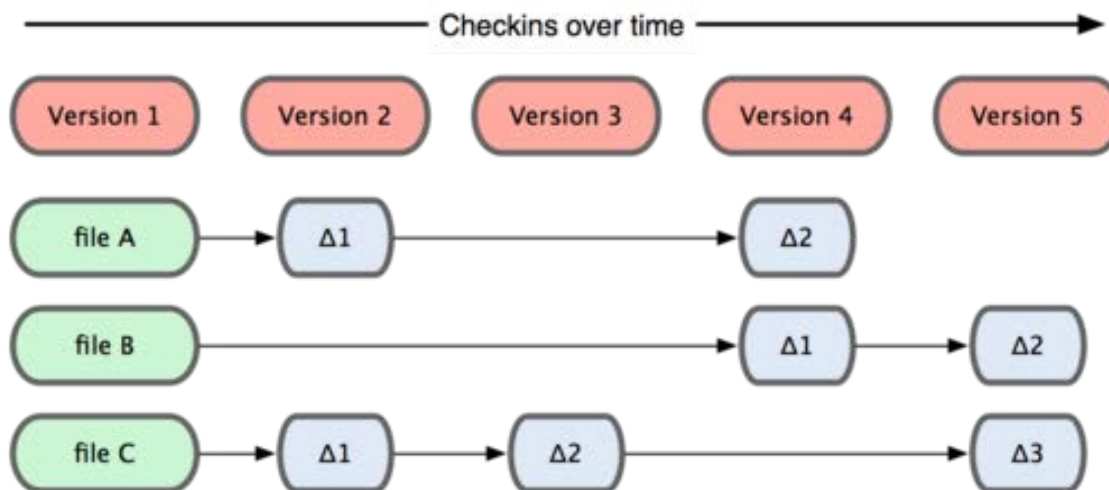 Checkins over time
Version 1 Version 2 Version 3 Version 4 Version 5
file A Δ1 Δ2
file B Δ1 Δ2
file C Δ1 Δ2 Δ3